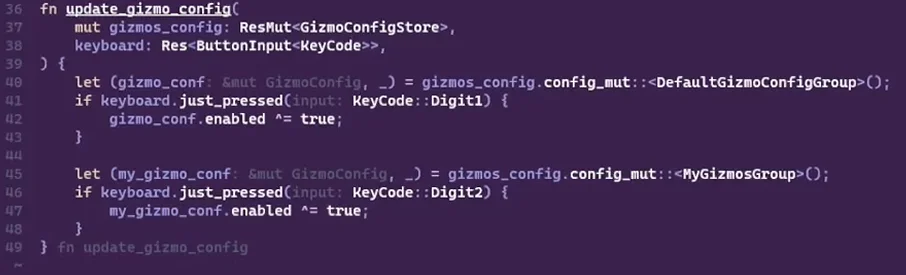 36 fn update_gizmo_config(
37     mut gizmos_config: ResMut<GizmoConfigStore>,
38     keyboard: Res<ButtonInput<KeyCode>>,
39 ) {
40     let (gizmo_conf: &mut GizmoConfig, _) = gizmos_config.config_mut::<DefaultGizmoConfigGroup>();
41     if keyboard.just_pressed(input: KeyCode::Digit1) {
42         gizmo_conf.enabled ^= true;
43     }
44
45     let (my_gizmo_conf: &mut GizmoConfig, _) = gizmos_config.config_mut::<MyGizmosGroup>();
46     if keyboard.just_pressed(input: KeyCode::Digit2) {
47         my_gizmo_conf.enabled ^= true;
48     }
49 } fn update_gizmo_config
~